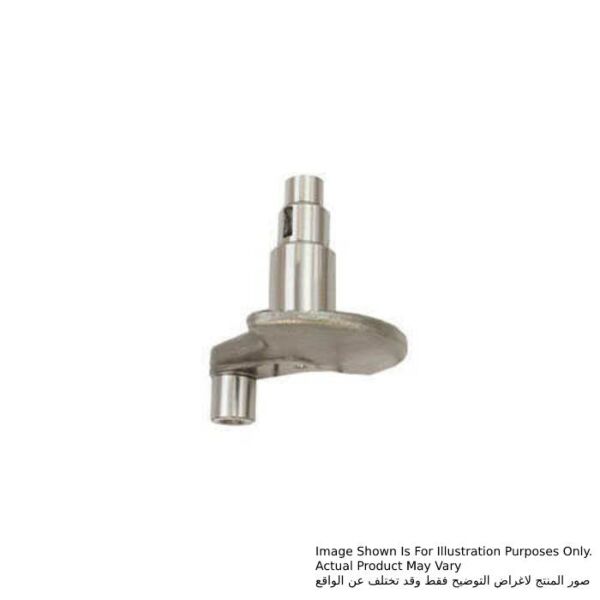 Image Shown Is For Illustration Purposes Only.
Actual Product May Vary
صور المنتج لاغراض التوضيح فقط وقد تختلف عن الواقع